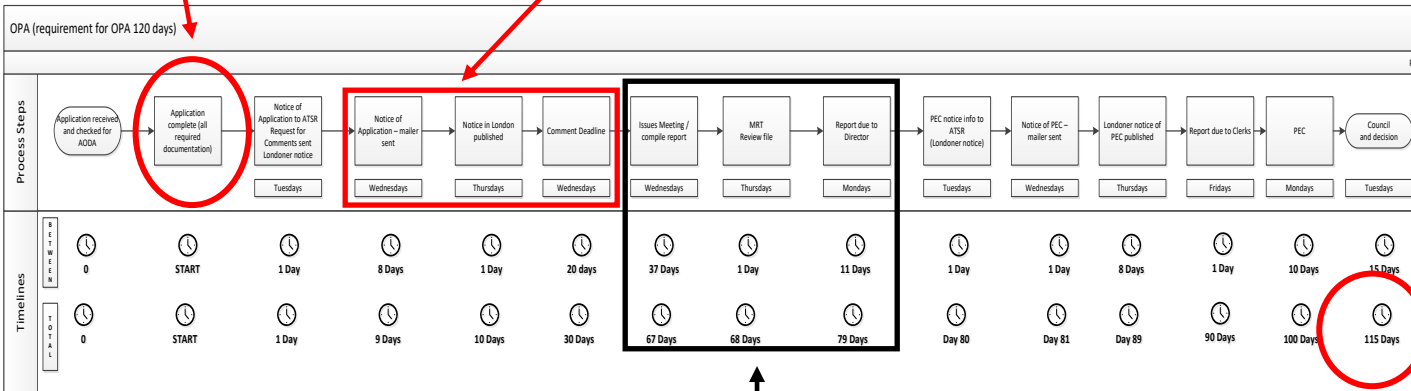 OPA (requirement for OPA 120 days)
Process Steps
Application received
and checked for
AODA
Application
complete (all
required
documentation)
Notice of
Application to ATSR
Request for
Comments sent
Londoner notice
Tuesdays
Notice of
Application – mailer
sent
Wednesdays
Notice in London
published
Thursdays
Comment Deadline
Wednesdays
Issues Meeting /
compile report
Wednesdays
MRT
Review file
Thursdays
Report due to
Director
Mondays
PEC notice info to
ATSR
(Londoner notice)
Tuesdays
Notice of PEC –
mailer sent
Wednesdays
Londoner notice of
PEC published
Thursdays
Report due to Clerks
Fridays
PEC
Mondays
Council
and decision
Tuesdays
Timelines
BETWEEN
0
START
1 Day
8 Days
1 Day
20 days
37 Days
1 Day
11 Days
1 Day
1 Day
8 Days
1 Day
10 Days
15 Days
TOTAL
0
START
1 Day
9 Days
10 Days
30 Days
67 Days
68 Days
79 Days
Day 80
Day 81
Day 89
90 Days
100 Days
115 Days